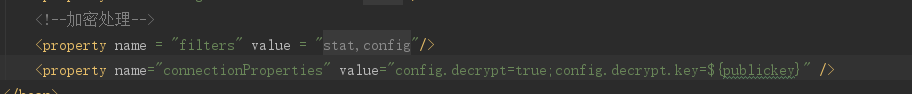 <!--加密处理-->
<property name = "filters" value = "stat,config"/>
<property name="connectionProperties" value="config.decrypt=true;config.decrypt.key=${publickey}" />